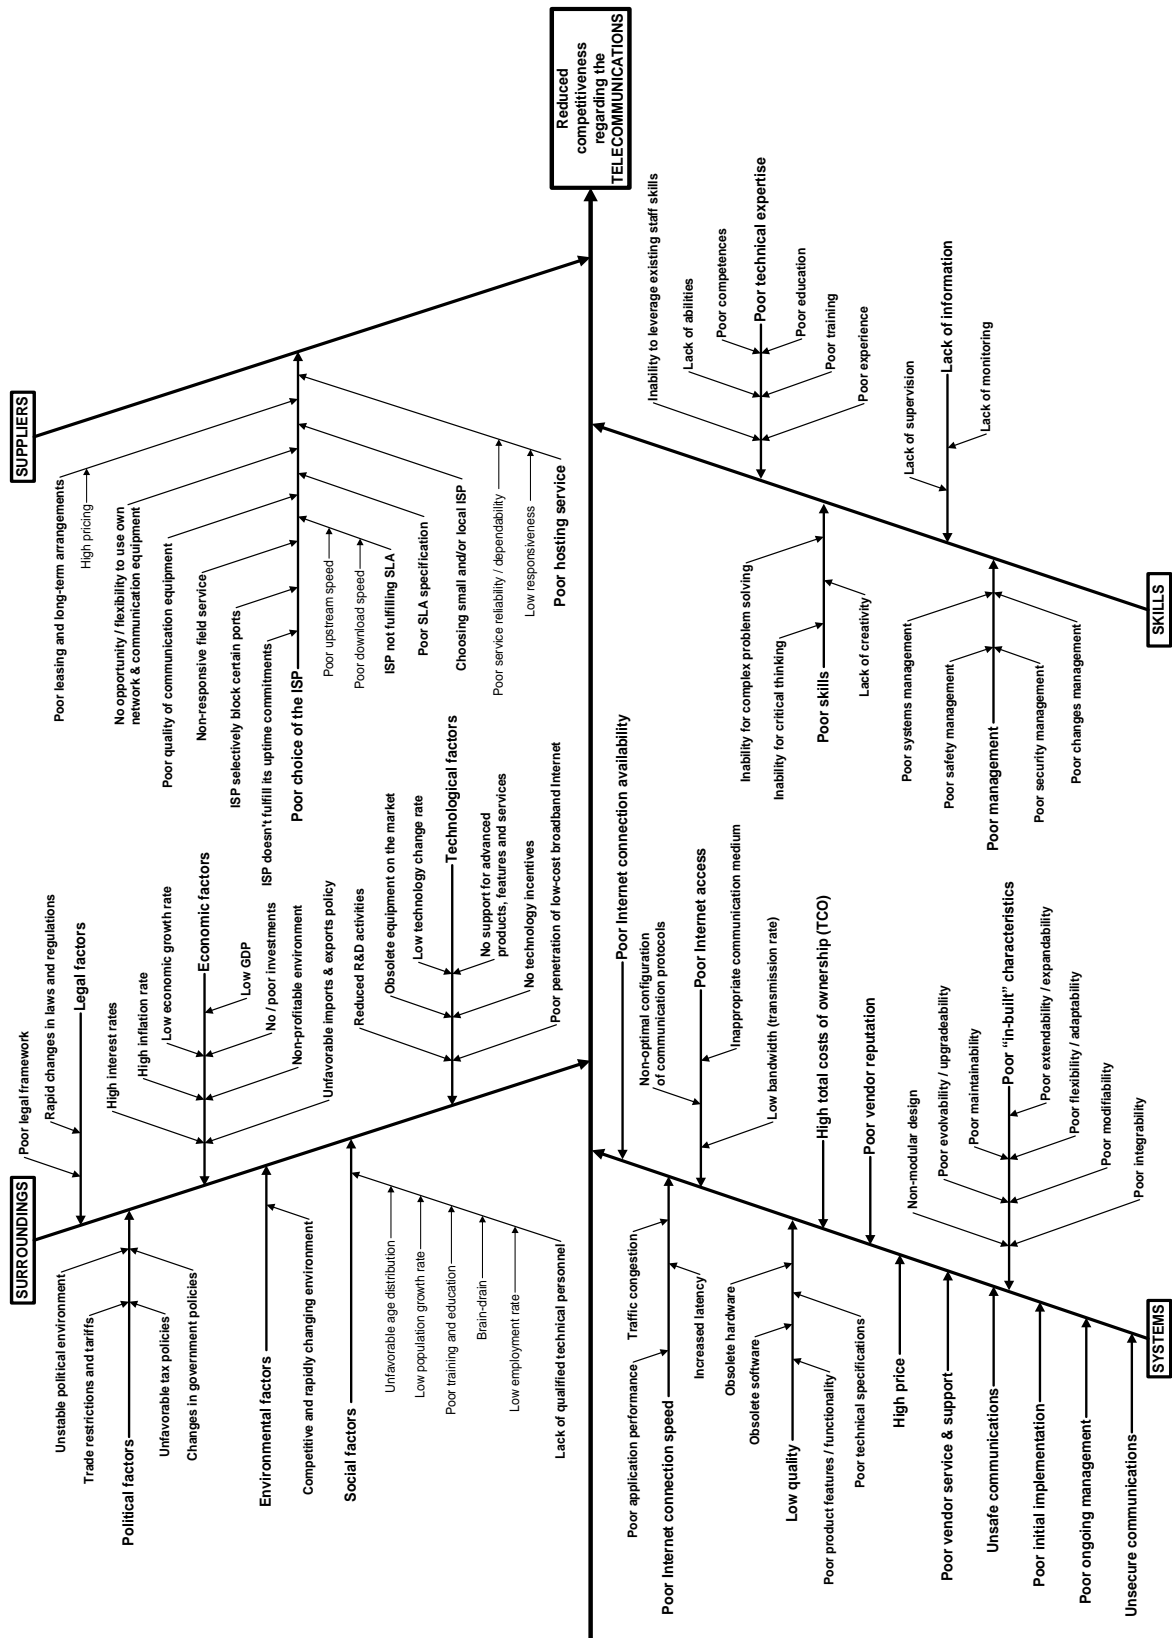 SURROUNDINGS
Poor legal framework
Rapid changes in laws and regulations
Legal factors
Unstable political environment
Trade restrictions and tariffs
Political factors
Unfavorable tax policies
Changes in government policies
High interest rates
High inflation rate
Low economic growth rate
Economic factors
Low GDP
No / poor investments
Non-profitable environment
Unfavorable imports & exports policy
Environmental factors
Competitive and rapidly changing environment
Social factors
Unfavorable age distribution
Low population growth rate
Poor training and education
Brain-drain
Low employment rate
Lack of qualified technical personnel
Reduced R&D activities
Obsolete equipment on the market
Low technology change rate
Technological factors
No support for advanced
products, features and services
No technology incentives
Poor penetration of low-cost broadband Internet
SUPPLIERS
Poor leasing and long-term arrangements
High pricing
No opportunity / flexibility to use own
network & communication equipment
Poor quality of communication equipment
Non-responsive field service
ISP selectively block certain ports
ISP doesn't fulfill its uptime commitments
Poor choice of the ISP
Poor upstream speed
Poor download speed
ISP not fulfilling SLA
Poor SLA specification
Choosing small and/or local ISP
Poor service reliability / dependability
Low responsiveness
Poor hosting service
Reduced
competitiveness
regarding the
TELECOMMUNICATIONS
Poor Internet connection availability
Traffic congestion
Poor application performance
Poor Internet connection speed
Increased latency
Non-optimal configuration
of communication protocols
Poor Internet access
Inappropriate communication medium
Low bandwidth (transmission rate)
Obsolete hardware
Obsolete software
Low quality
Poor product features / functionality
Poor technical specifications
High total costs of ownership (TCO)
Poor vendor reputation
High price
Poor vendor service & support
Unsafe communications
Poor initial implementation
Poor ongoing management
Unsecure communications
Non-modular design
Poor evolvability / upgradeability
Poor maintainability
Poor “in-built” characteristics
Poor extendability / expandability
Poor flexibility / adaptability
Poor modifiability
Poor integrability
SYSTEMS
Inability to leverage existing staff skills
Lack of abilities
Poor competences
Poor technical expertise
Poor education
Poor training
Poor experience
Inability for complex problem solving
Inability for critical thinking
Poor skills
Lack of creativity
Lack of supervision
Lack of information
Lack of monitoring
Poor systems management
Poor safety management
Poor management
Poor security management
Poor changes management
SKILLS